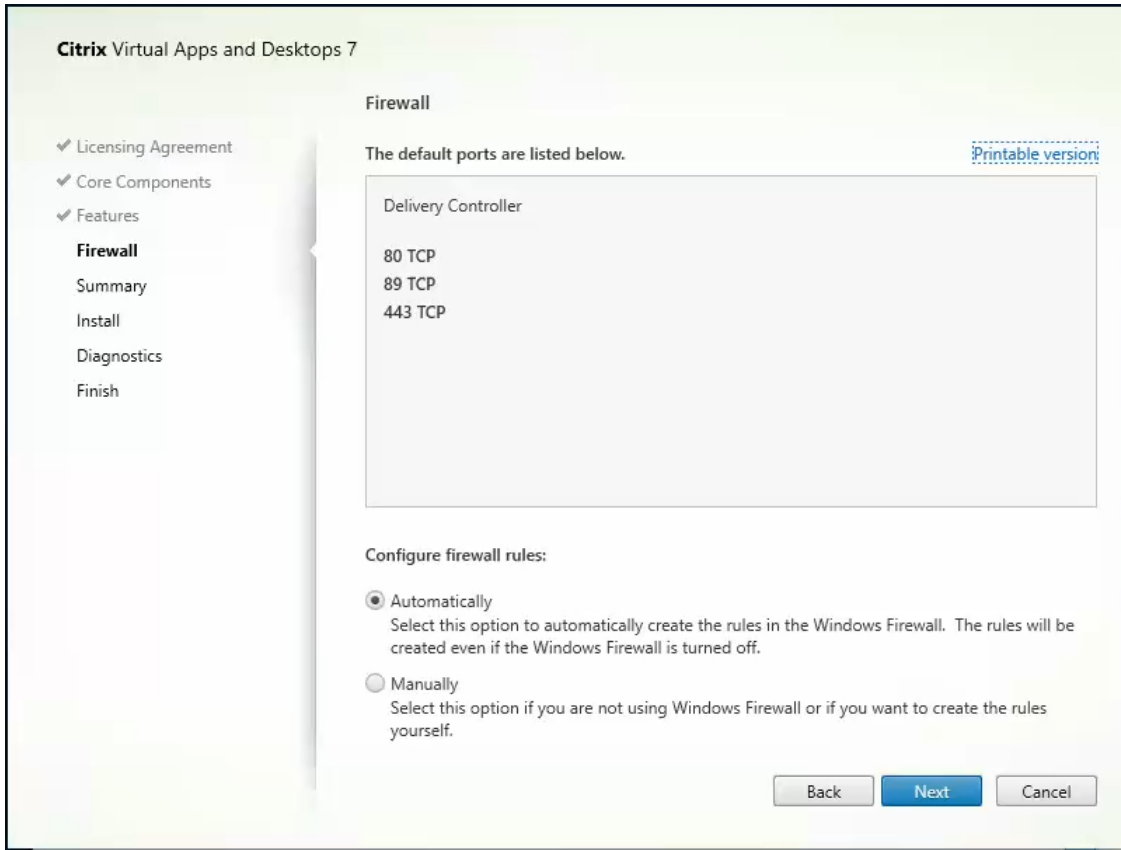 Citrix Virtual Apps and Desktops 7
Licensing Agreement
Core Components
Features
Firewall
Summary
Install
Diagnostics
Finish
Firewall
The default ports are listed below.
Printable version
Delivery Controller
80 TCP
89 TCP
443 TCP
Configure firewall rules:
Automatically
Select this option to automatically create the rules in the Windows Firewall. The rules will be
created even if the Windows Firewall is turned off.
Manually
Select this option if you are not using Windows Firewall or if you want to create the rules
yourself.
Back
Next
Cancel